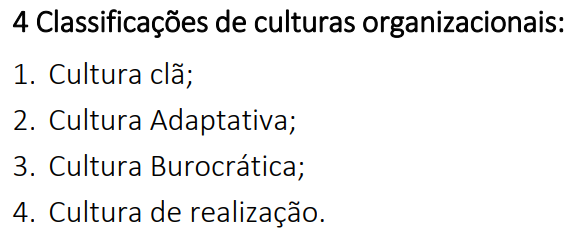 4 Classificações de culturas organizacionais:
1. Cultura clã;
2. Cultura Adaptativa;
3. Cultura Burocrática;
4. Cultura de realização.